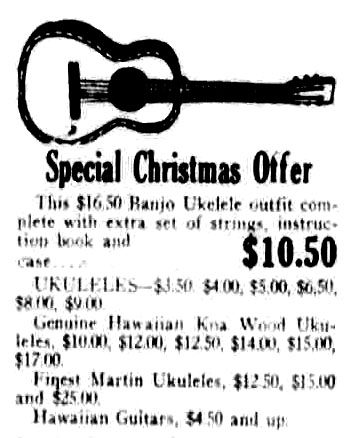 Special Christmas Offer
This $16.50 Banjo Ukelele outfit com-
plete with extra set of strings, instruc-
tion book and
case....
$10.50
UKULELES—$3.50, $4.00, $5.00, $6.50,
$8.00, $9.00.
Genuine Hawaiian Koa Wood Uku-
leles, $10.00, $12.00, $12.50, $14.00, $15.00,
$17.00.
Finest Martin Ukuleles, $12.50, $15.00
and $25.00.
Hawaiian Guitars, $4.50 and up.